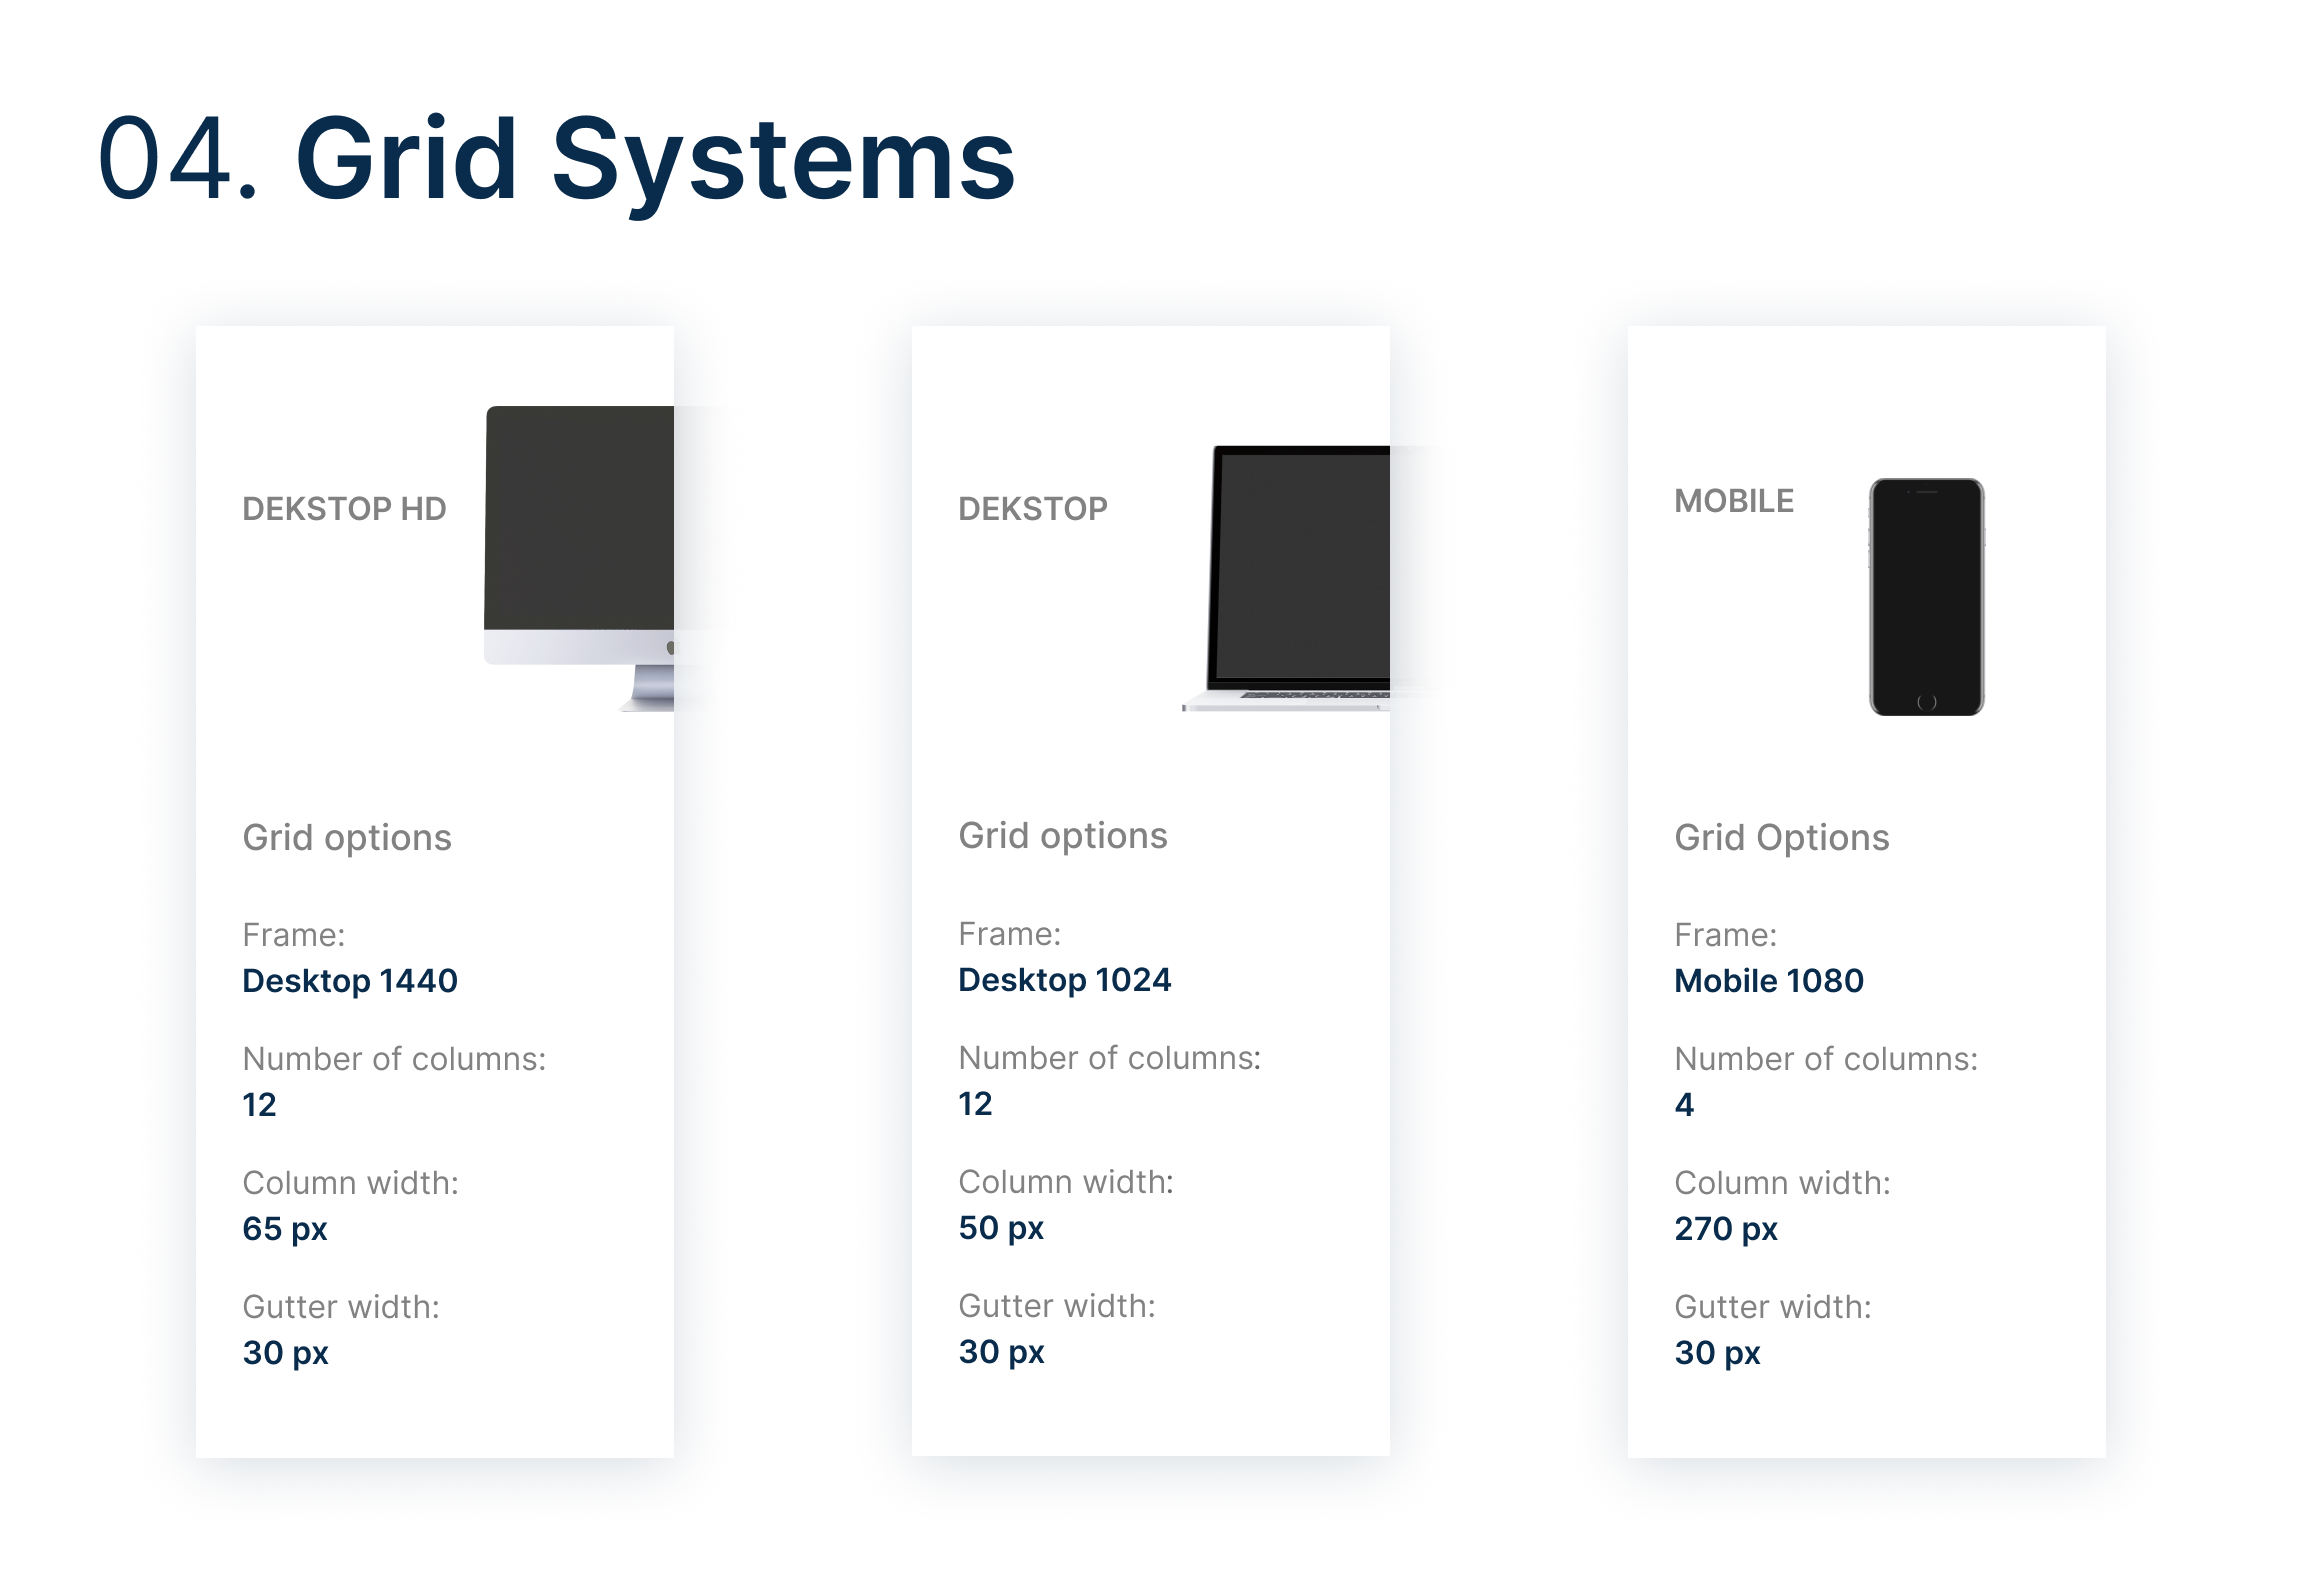 04. Grid Systems
DEKSTOP HD
Grid options
Frame:
Desktop 1440
Number of columns:
12
Column width:
65 px
Gutter width:
30 px
DEKSTOP
Grid options
Frame:
Desktop 1024
Number of columns:
12
Column width:
50 px
Gutter width:
30 px
MOBILE
Grid Options
Frame:
Mobile 1080
Number of columns:
4
Column width:
270 px
Gutter width:
30 px